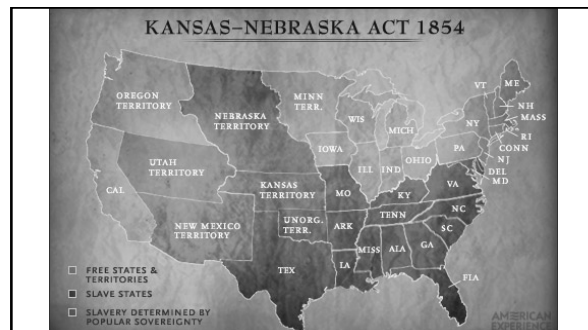 KANSAS–NEBRASKA ACT 1854
OREGON
TERRITORY
NEBRASKA
TERRITORY
MINN
TERR.
WIS
MICH
VT
ME
NH
MASS
NY
RI
CONN
NJ
PA
DEL
MD
IOWA
ILL
IND
OHIO
UTAH
TERRITORY
CAL
KANSAS
TERRITORY
MO
KY
VA
NC
TENN
NEW MEXICO
TERRITORY
UNORG.
TERR.
ARK
SC
MISS
ALA
GA
TEX
LA
FLA
FREE STATES &
TERRITORIES
SLAVE STATES
SLAVERY DETERMINED BY
POPULAR SOVEREIGNTY
AMERICAN
EXPERIENCE